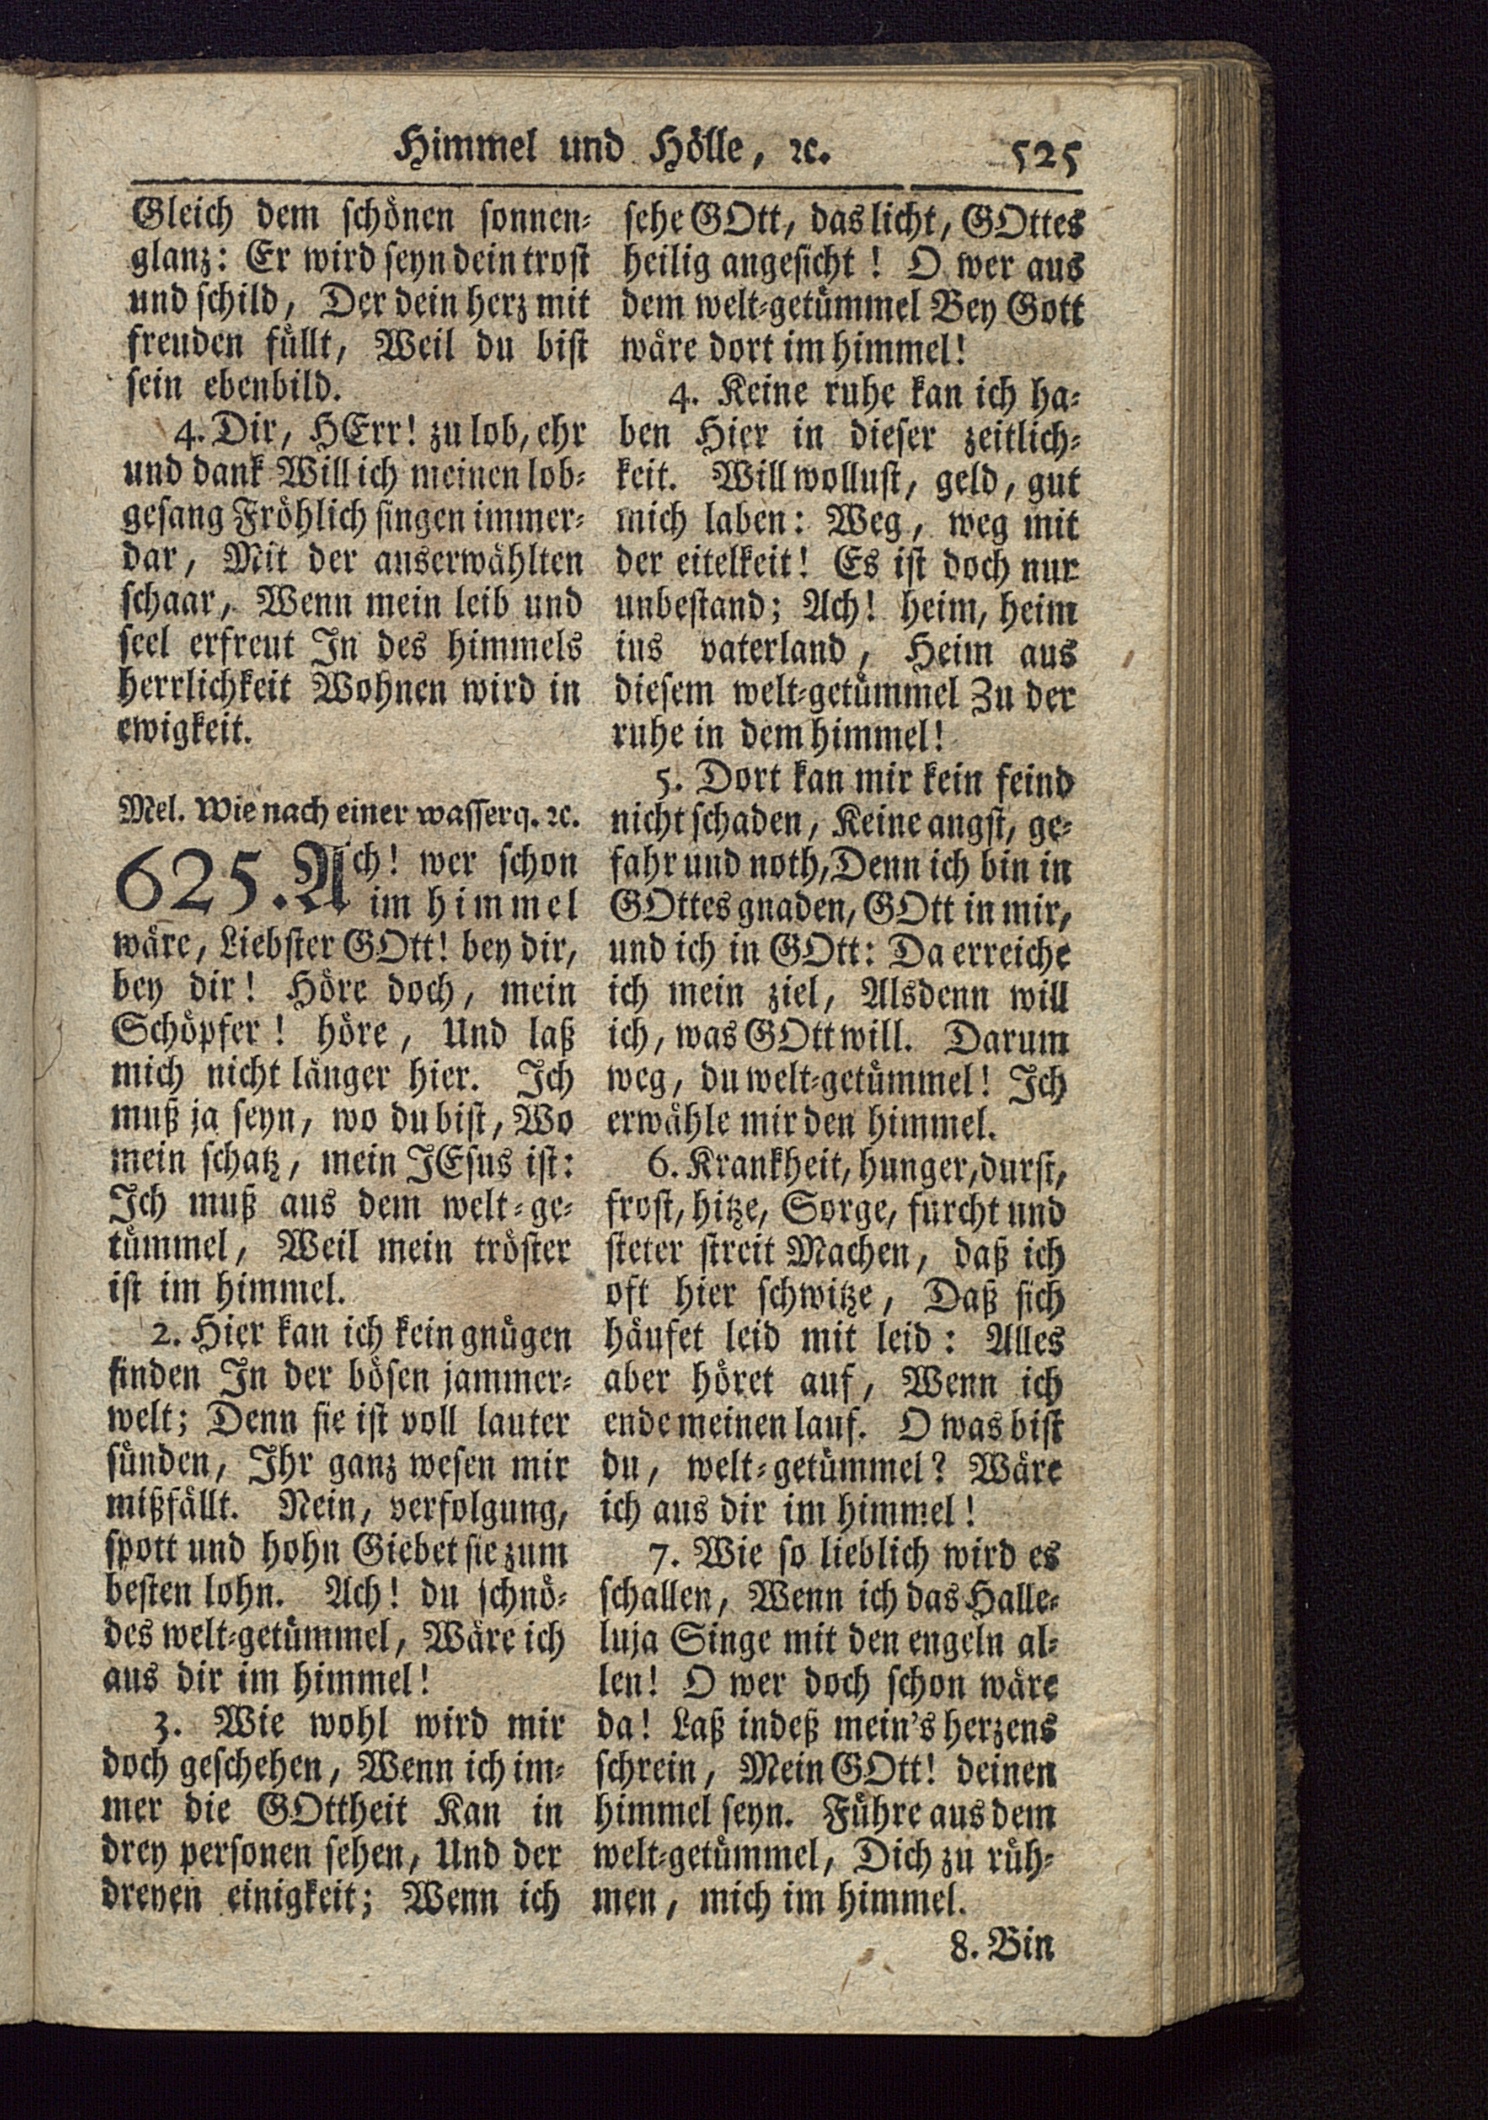 Himmel und Hölle, ꝛc. 525
Gleich dem schönen sonnen-
glanz: Er wird seyn dein trost
und schild, Der dein herz mit
freuden füllt, Weil du bist
sein ebenbild.
4. Dir, HErr! zu lob, ehr
und dank Will ich meinen lob-
gesang Fröhlich singen immer-
dar, Mit der auserwählten
schaar, Wenn mein leib und
seel erfreut In des himmels
herrlichkeit Wohnen wird in
ewigkeit.
Mel. Wie nach einer wasserq. ꝛc.
625. Ach! wer schon
im himmel
wäre, Liebster GOtt! bey dir,
bey dir! Höre doch, mein
Schöpfer! höre, Und laß
mich nicht länger hier. Ich
muß ja seyn, wo du bist, Wo
mein schatz, mein JEsus ist:
Ich muß aus dem welt-ge-
tümmel, Weil mein tröster
ist im himmel.
2. Hier kan ich kein gnügen
finden In der bösen jammer-
welt; Denn sie ist voll lauter
sünden, Ihr ganz wesen mir
mißfällt. Nein, verfolgung,
spott und hohn Giebet sie zum
besten lohn. Ach! du schnö-
des welt-getümmel, Wäre ich
aus dir im himmel!
3. Wie wohl wird mir
doch geschehen, Wenn ich im-
mer die GOttheit Kan in
drey personen sehen, Und der
dreyen einigkeit; Wenn ich
sehe GOtt, das licht, GOttes
heilig angesicht! O wer aus
dem welt-getümmel Bey Gott
wäre dort im himmel!
4. Keine ruhe kan ich ha-
ben Hier in dieser zeitlich-
keit. Will wollust, geld, gut
mich laben: Weg, weg mit
der eitelkeit! Es ist doch nur
unbestand; Ach! heim, heim
ins vaterland, Heim aus
diesem welt-getümmel Zu der
ruhe in dem himmel!
5. Dort kan mir kein feind
nicht schaden, Keine angst, ge-
fahr und noth, Denn ich bin in
GOttes gnaden, GOtt in mir,
und ich in GOtt: Da erreiche
ich mein ziel, Alsdenn will
ich, was GOtt will. Darum
weg, du welt-getümmel! Ich
erwähle mir den himmel.
6. Krankheit, hunger, durst,
frost, hitze, Sorge, furcht und
steter streit Machen, daß ich
oft hier schwitze, Daß sich
häufet leid mit leid: Alles
aber höret auf, Wenn ich
ende meinen lauf. O was bist
du, welt-getümmel? Wäre
ich aus dir im himmel!
7. Wie so lieblich wird es
schallen, Wenn ich das Halle-
luja Singe mit den engeln al-
len! O wer doch schon wäre
da! Laß indeß mein's herzens
schrein, Mein GOtt! deinen
himmel seyn. Führe aus dem
welt-getümmel, Dich zu rüh-
men, mich im himmel.
8. Bin